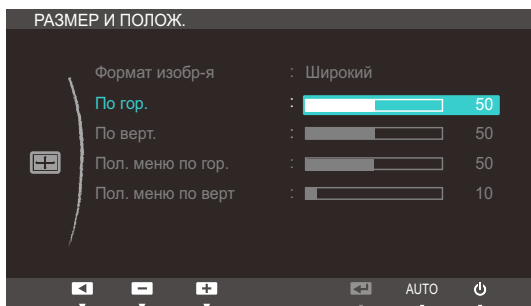 РАЗМЕР И ПОЛОЖ.
Формат изобр-я : Широкий
По гор. : 50
По верт. : 50
Пол. меню по гор. : 50
Пол. меню по верт : 10
AUTO